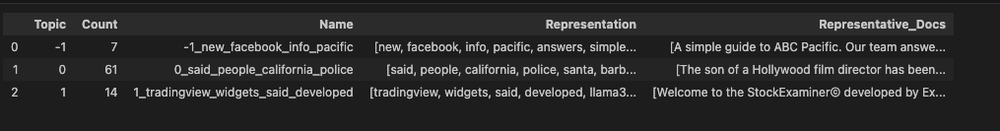 Topic Count Name Representation Representative_Docs
0 -1 7 -1_new_facebook_info_pacific [new, facebook, info, pacific, answers, simple... [A simple guide to ABC Pacific. Our team answe...
1 0 61 0_said_people_california_police [said, people, california, police, santa, barb... [The son of a Hollywood film director has been...
2 1 14 1_tradingview_widgets_said_developed [tradingview, widgets, said, developed, llama3... [Welcome to the StockExaminer© developed by Ex...